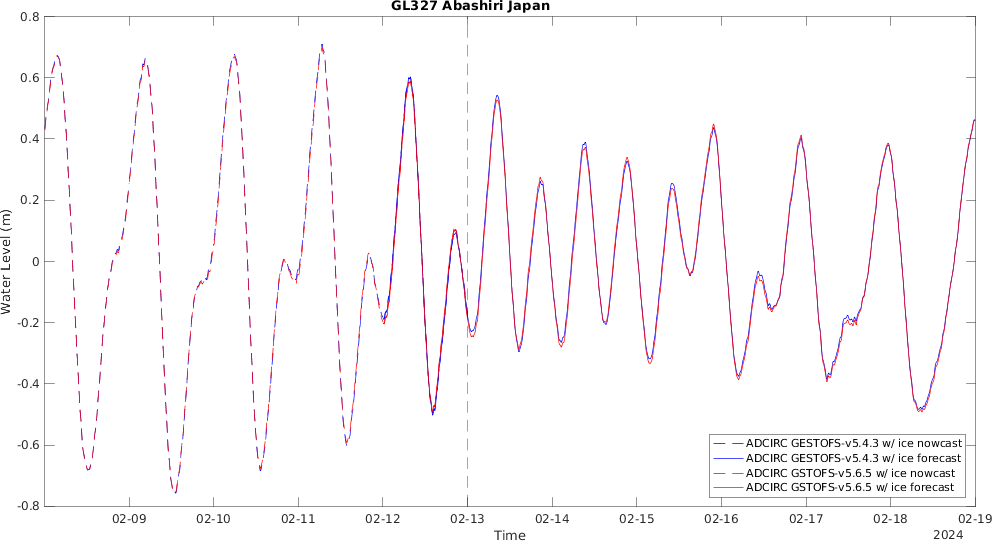 GL327 Abashiri Japan
0.8
0.6
0.4
0.2
0
-0.2
-0.4
-0.6
-0.8
Water Level (m)
ADCIRC GESTOFS-v5.4.3 w/ ice nowcast
ADCIRC GESTOFS-v5.4.3 w/ ice forecast
ADCIRC GSTOFS-v5.6.5 w/ ice nowcast
ADCIRC GSTOFS-v5.6.5 w/ ice forecast
02-09 02-10 02-11 02-12 02-13 02-14 02-15 02-16 02-17 02-18 02-19
Time
2024